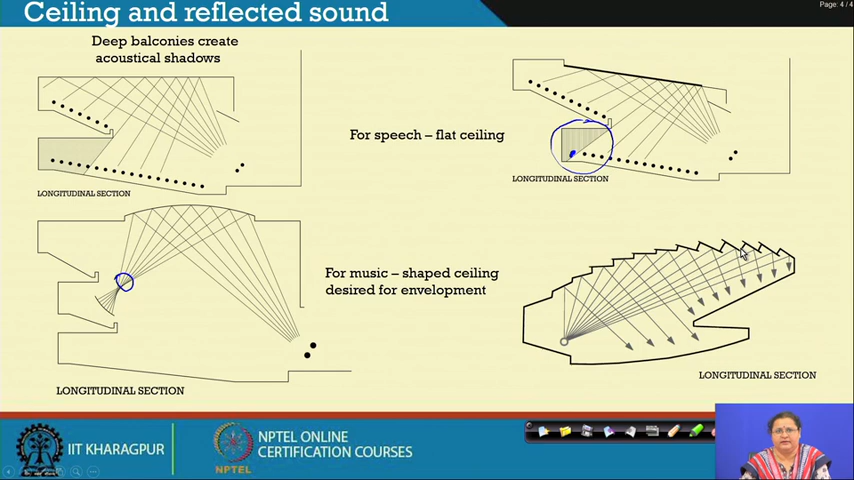 Page: 4 / 4
Ceiling and reflected sound
Deep balconies create
acoustical shadows
For speech – flat ceiling
LONGITUDINAL SECTION
LONGITUDINAL SECTION
For music – shaped ceiling
desired for envelopment
LONGITUDINAL SECTION
LONGITUDINAL SECTION
IIT KHARAGPUR
NPTEL
NPTEL ONLINE
CERTIFICATION COURSES